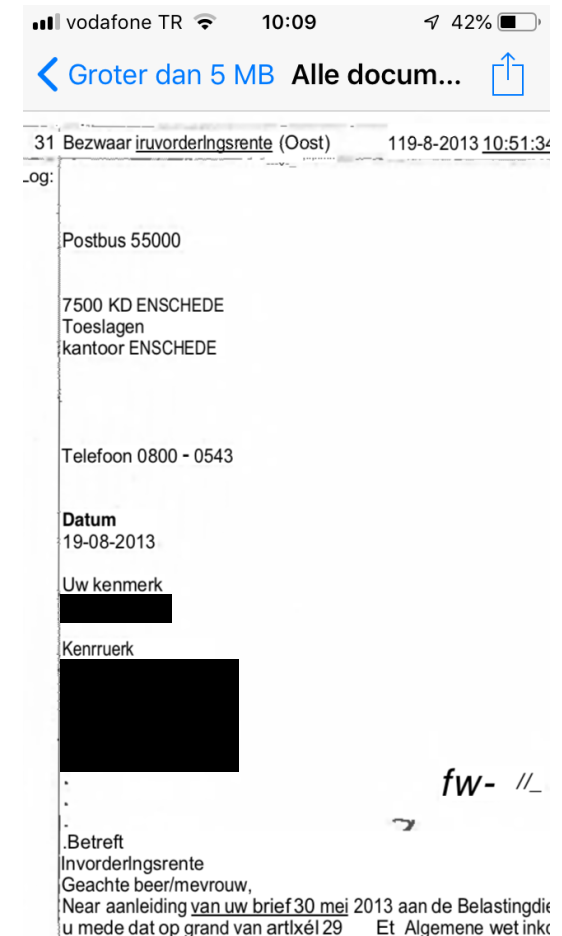 vodafone TR 10:09 42%
Groter dan 5 MB Alle docum...
31 Bezwaar iruvorderlngsrente (Oost) 119-8-2013 10:51:34
Log:
Postbus 55000
7500 KD ENSCHEDE
Toeslagen
kantoor ENSCHEDE
Telefoon 0800 - 0543
Datum
19-08-2013
Uw kenmerk
Kenrruerk
fw- //_
.Betreft
lnvorderlngsrente
Geachte beer/mevrouw,
Near aanleiding van uw brief 30 mei 2013 aan de Belastingdie
u mede dat op grand van artlxél 29 Et Algemene wet inko